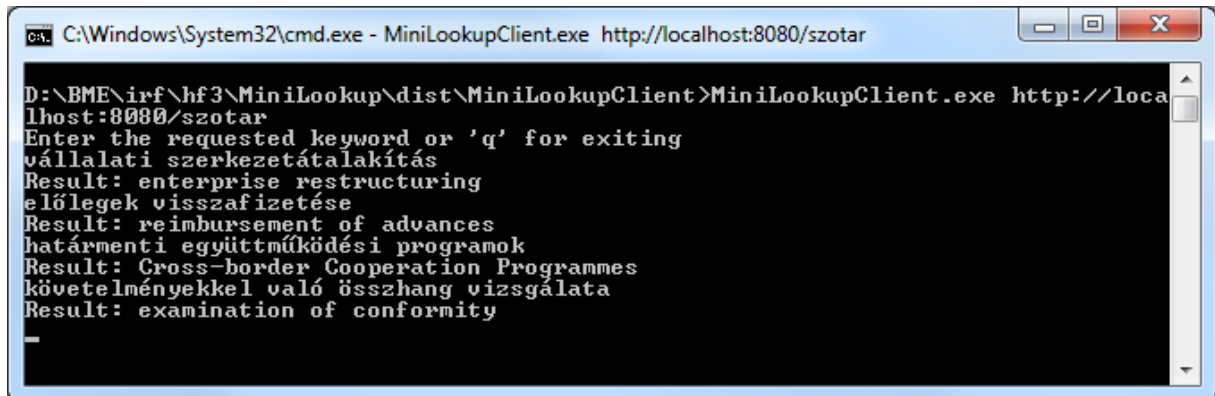 C:\Windows\System32\cmd.exe - MiniLookupClient.exe http://localhost:8080/szotar
D:\BME\irf\hf3\MiniLookup\dist\MiniLookupClient>MiniLookupClient.exe http://loca
lhost:8080/szotar
Enter the requested keyword or 'q' for exiting
vállalati szerkezetátalakítás
Result: enterprise restructuring
előlegek visszafizetése
Result: reimbursement of advances
határmenti együttműködési programok
Result: Cross-border Cooperation Programmes
követelményekkel való összhang vizsgálata
Result: examination of conformity